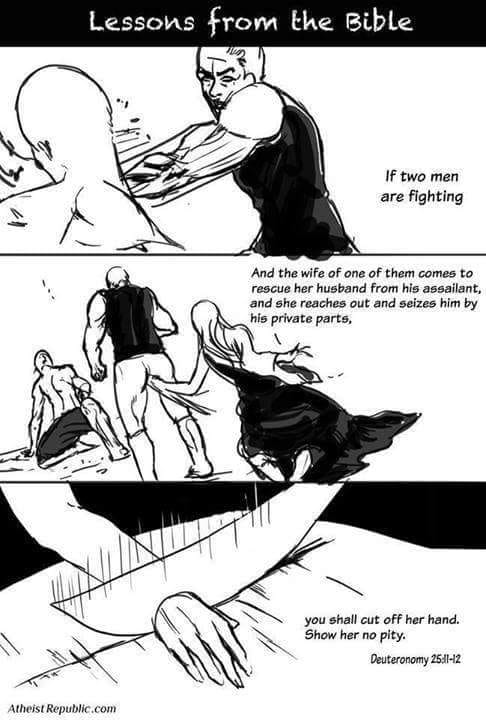 Lessons from the Bible
If two men
are fighting
And the wife of one of them comes to
rescue her husband from his assailant,
and she reaches out and seizes him by
his private parts,
you shall cut off her hand.
Show her no pity.
Deuteronomy 25:11-12
AtheistRepublic.com